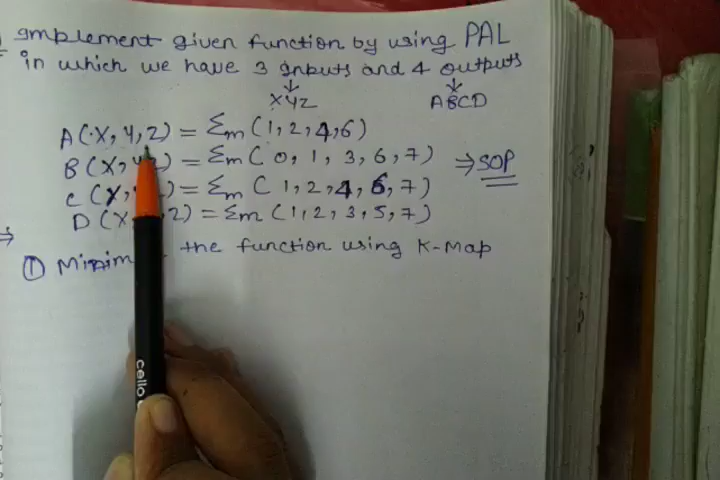 Implement given function by using PAL
in which we have 3 inputs and 4 outputs
XYZ ABCD
A(X, Y, Z) = Σm (1, 2, 4, 6)
B(X, Y, Z) = Σm ( 0, 1, 3, 6, 7) ⇒ SOP
C(X, = Σm ( 1, 2, 4, 6, 7)
D(X, Z) = Σm (1, 2, 3, 5, 7)
⇒
① the function using K-Map
cello